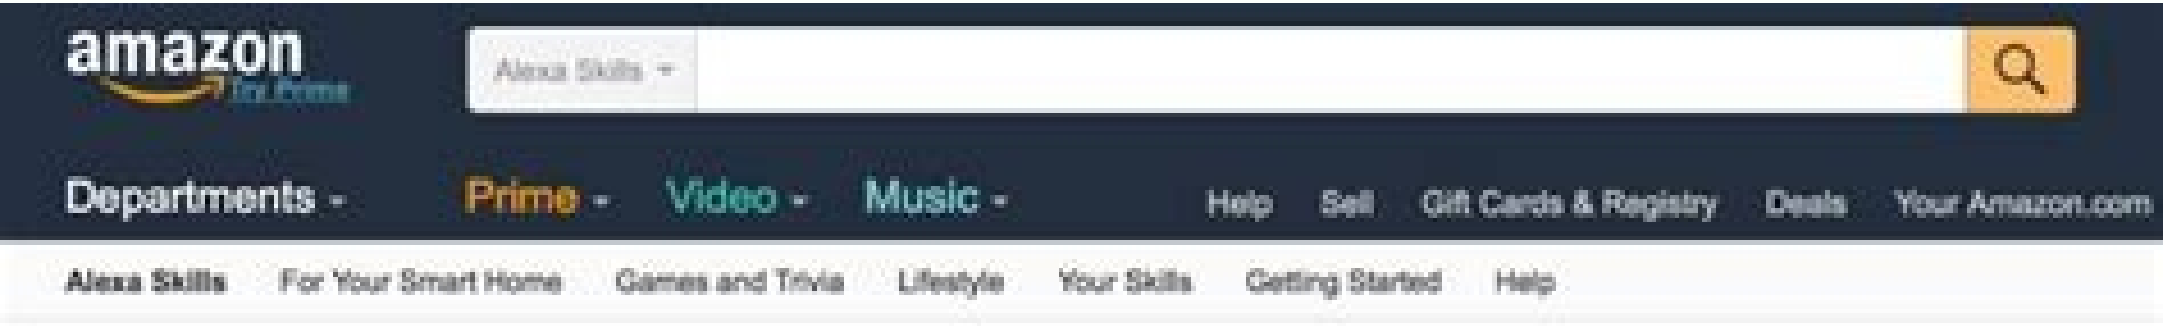 amazon
Try Prime
Alexa Skills
Departments Prime Video Music Help Sell Gift Cards & Registry Deals Your Amazon.com
Alexa Skills For Your Smart Home Games and Trivia Lifestyle Your Skills Getting Started Help